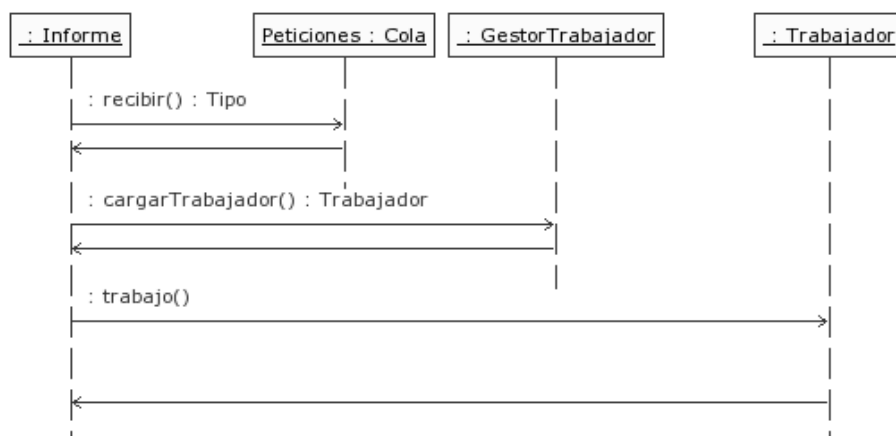 : Informe
Peticiones : Cola
: GestorTrabajador
: Trabajador
: recibir() : Tipo
: cargarTrabajador() : Trabajador
: trabajo()